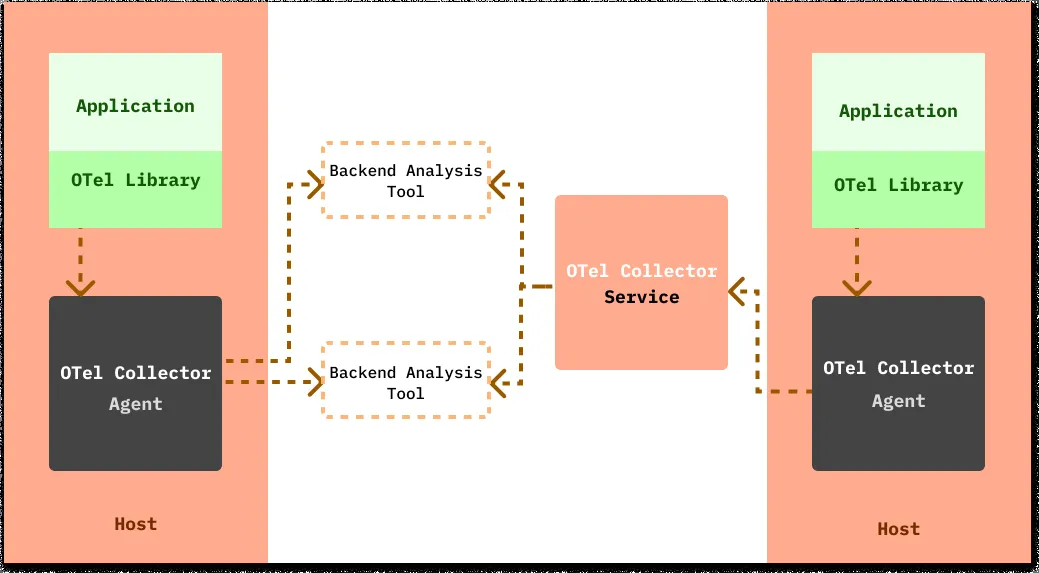 Application
OTel Library
OTel Collector
Agent
Host
Backend Analysis
Tool
Backend Analysis
Tool
OTel Collector
Service
Application
OTel Library
OTel Collector
Agent
Host